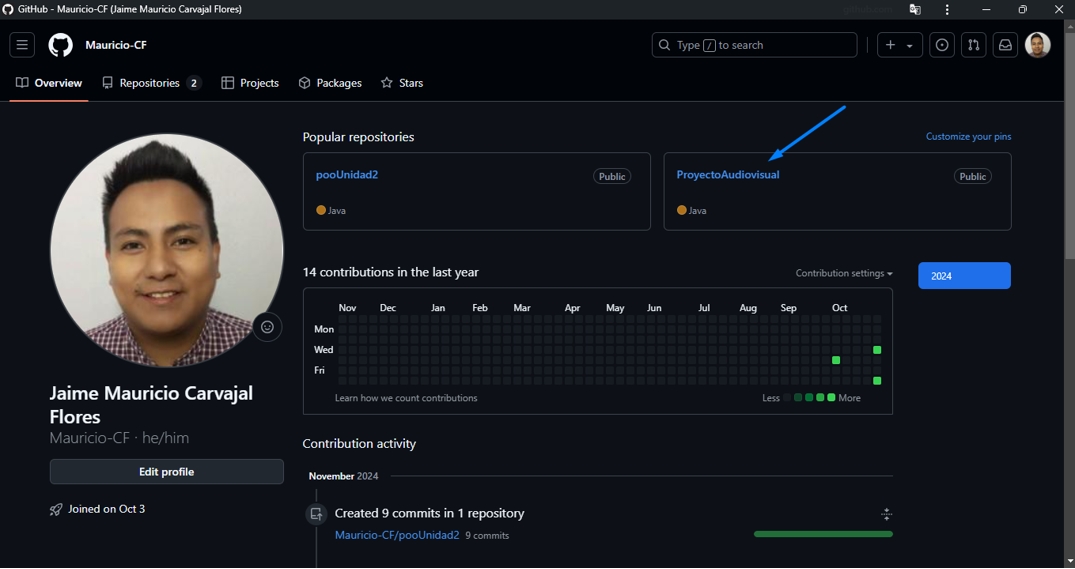 GitHub - Mauricio-CF (Jaime Mauricio Carvajal Flores)
Mauricio-CF
Type / to search
Overview
Repositories 2
Projects
Packages
Stars
Popular repositories
Customize your pins
pooUnidad2 Public
Java
ProyectoAudiovisual Public
Java
14 contributions in the last year
Contribution settings
2024
Nov Dec Jan Feb Mar Apr May Jun Jul Aug Sep Oct
Mon
Wed
Fri
Learn how we count contributions
Less More
Jaime Mauricio Carvajal
Flores
Mauricio-CF · he/him
Edit profile
Joined on Oct 3
Contribution activity
November 2024
Created 9 commits in 1 repository
Mauricio-CF/pooUnidad2 9 commits